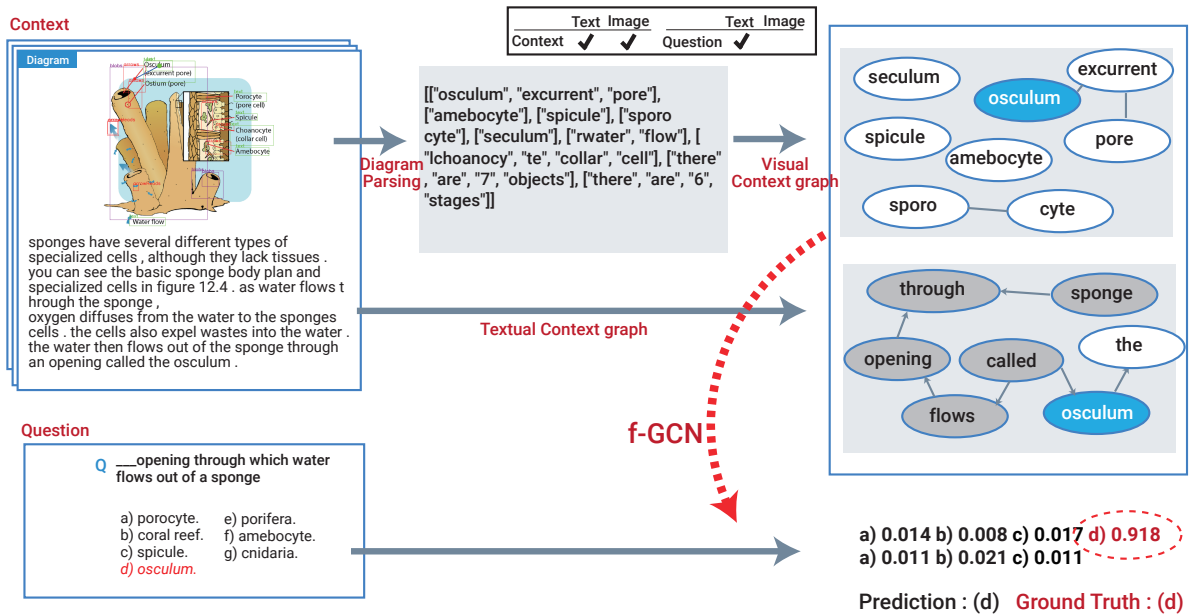 Context
Text Image Text Image
Context ✓ ✓ Question ✓
Diagram
Osculum
(excurrent pore)
Ostium (pore)
Porocyte
(pore cell)
Spicule
Choanocyte
(collar cell)
Amebocyte
Water flow
sponges have several different types of
specialized cells , although they lack tissues .
you can see the basic sponge body plan and
specialized cells in figure 12.4 . as water flows t
hrough the sponge ,
oxygen diffuses from the water to the sponges
cells . the cells also expel wastes into the water .
the water then flows out of the sponge through
an opening called the osculum .
Diagram
Parsing
[["osculum", "excurrent", "pore"],
["amebocyte"], ["spicule"], ["sporo
cyte"], ["seculum"], ["rwater", "flow"], [
"lchoanocy", "te", "collar", "cell"], ["there"
, "are", "7", "objects"], ["there", "are", "6",
"stages"]]
Visual
Context graph
seculum
osculum
excurrent
spicule
amebocyte
pore
sporo
cyte
Textual Context graph
through
sponge
opening
called
the
flows
osculum
f-GCN
Question
Q ___opening through which water
flows out of a sponge
a) porocyte. e) porifera.
b) coral reef. f) amebocyte.
c) spicule. g) cnidaria.
d) osculum.
a) 0.014 b) 0.008 c) 0.017 d) 0.918
a) 0.011 b) 0.021 c) 0.011
Prediction : (d) Ground Truth : (d)